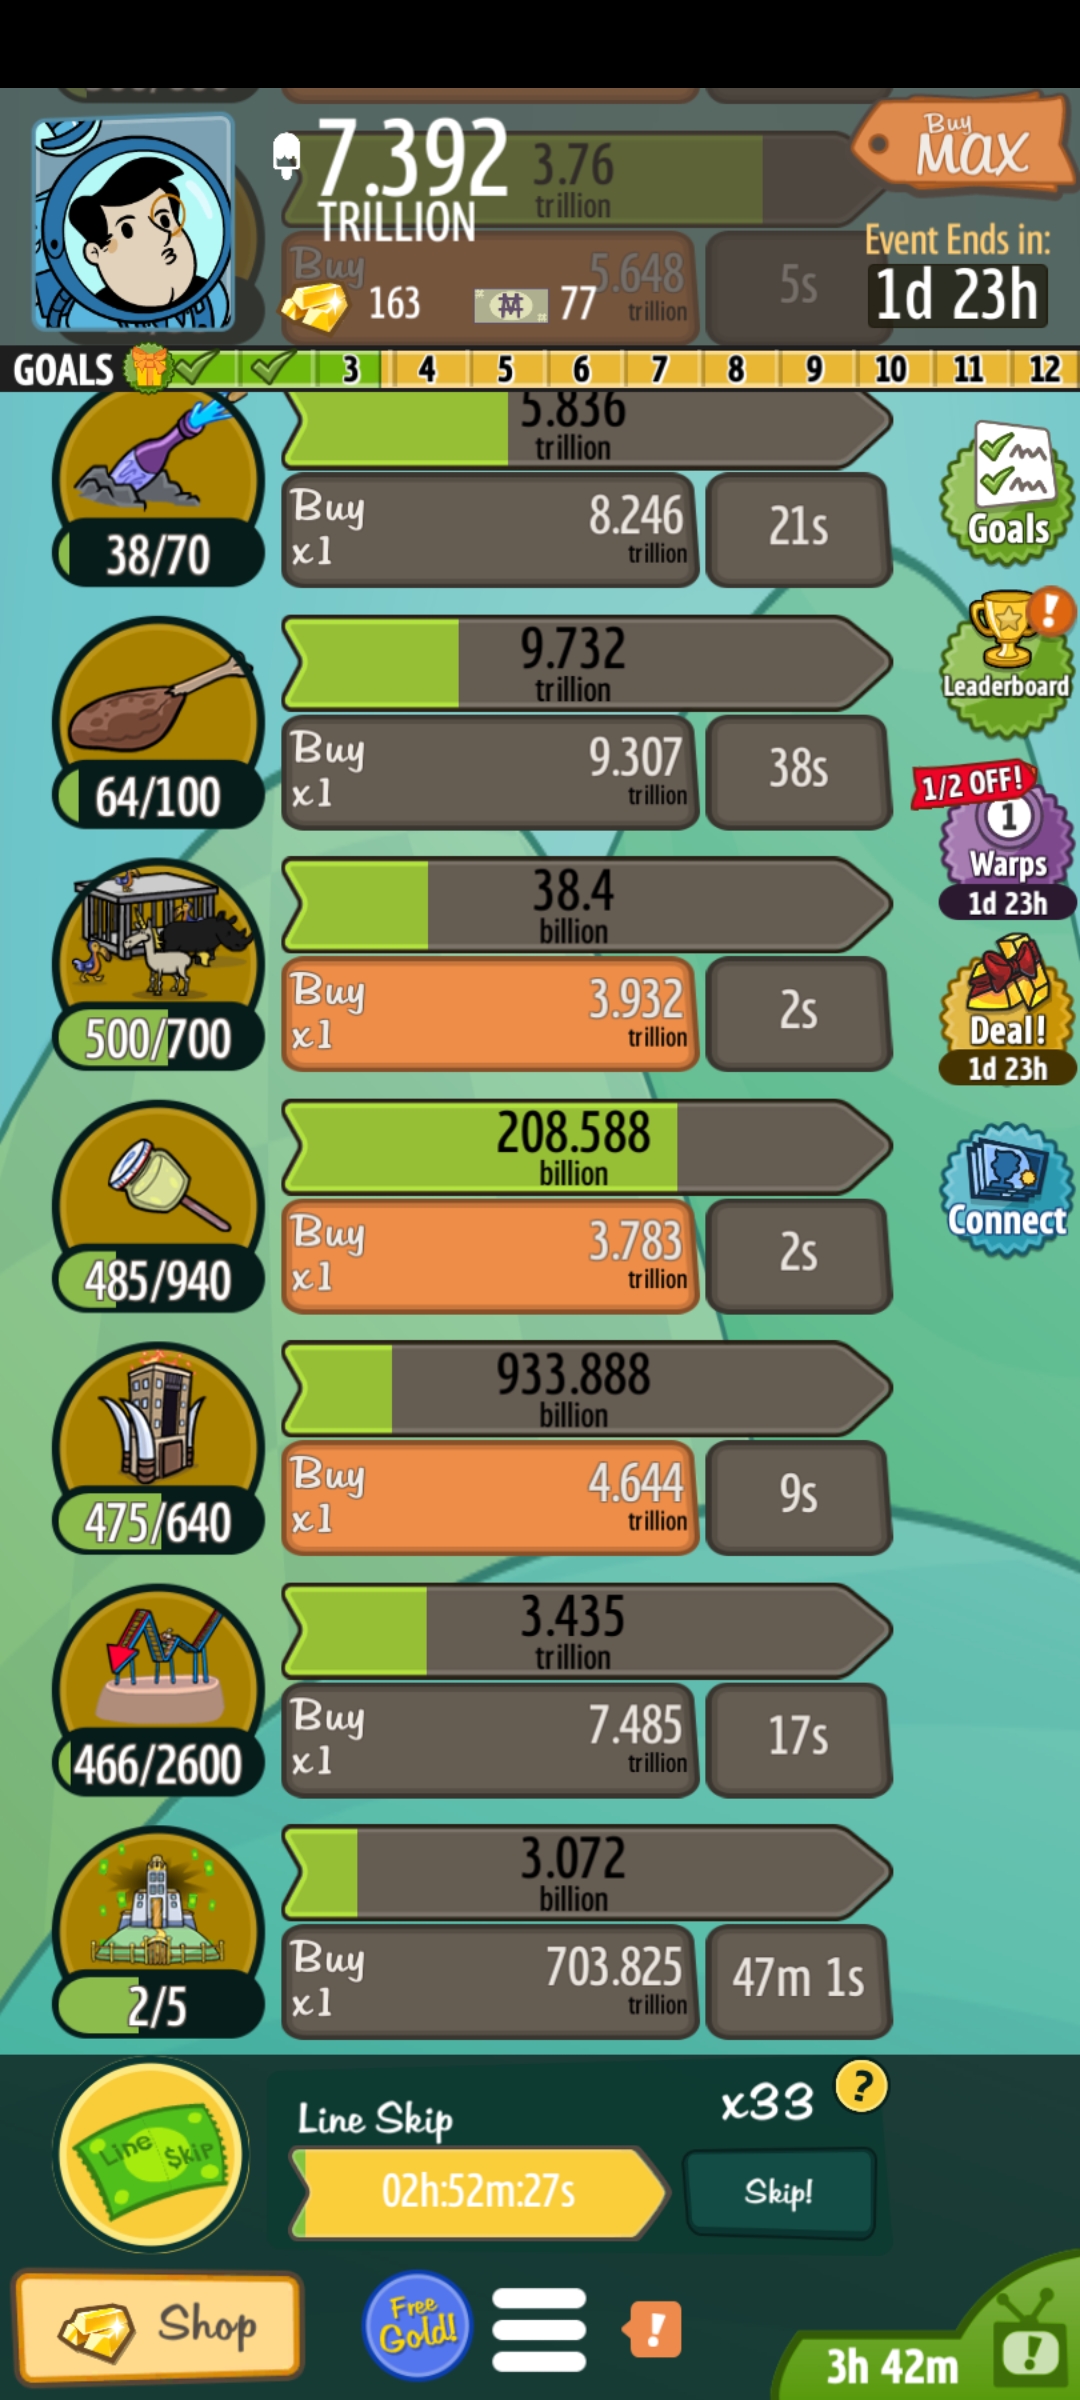 7.392
TRILLION
3.76
trillion
Buy
MAX
Buy
5.648
trillion
5s
163
77
Event Ends in:
1d 23h
GOALS
3
4
5
6
7
8
9
10
11
12
5.836
trillion
38/70
Buy
x1
8.246
trillion
21s
Goals
9.732
trillion
64/100
Buy
x1
9.307
trillion
38s
Leaderboard
1/2 OFF!
1
Warps
1d 23h
38.4
billion
500/700
Buy
x1
3.932
trillion
2s
Deal!
1d 23h
208.588
billion
485/940
Buy
x1
3.783
trillion
2s
Connect
933.888
billion
475/640
Buy
x1
4.644
trillion
9s
3.435
trillion
466/2600
Buy
x1
7.485
trillion
17s
3.072
billion
2/5
Buy
x1
703.825
trillion
47m 1s
Line $kip
Line Skip
x33
?
02h:52m:27s
Skip!
Shop
Free
Gold!
!
3h 42m
!